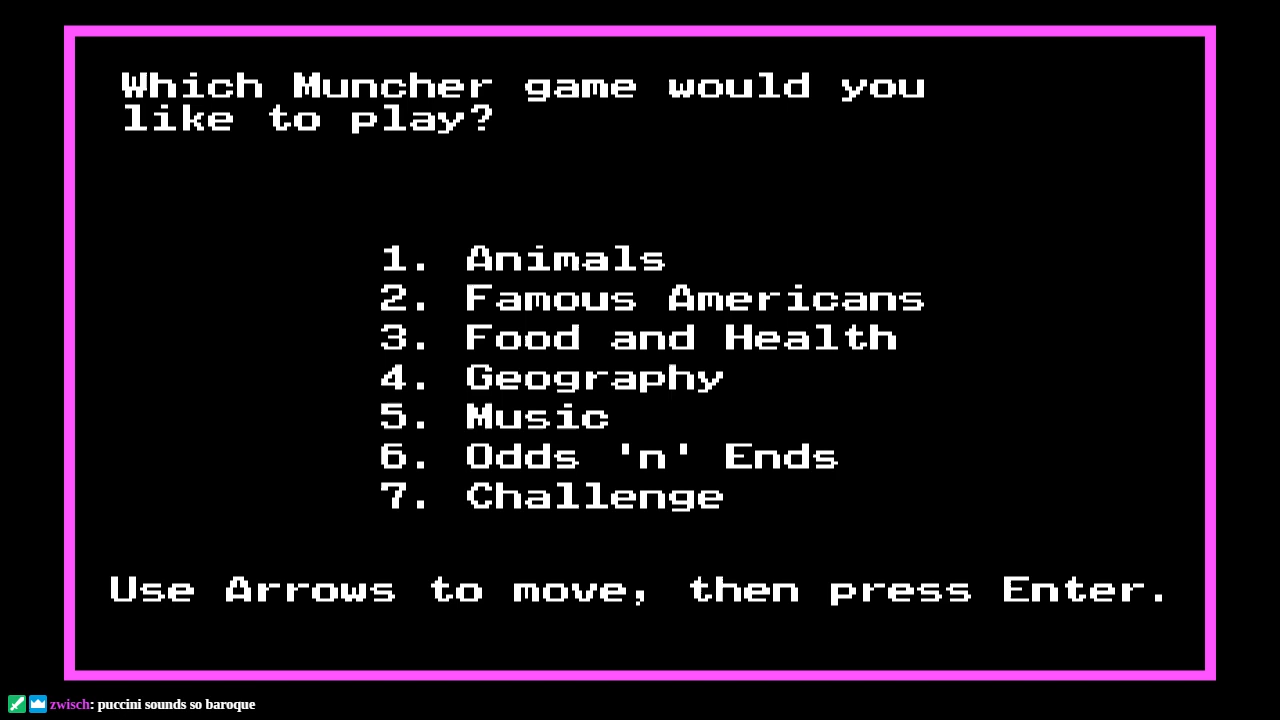 Which Muncher game would you
like to play?
1. Animals
2. Famous Americans
3. Food and Health
4. Geography
5. Music
6. Odds 'n' Ends
7. Challenge
Use Arrows to move, then press Enter.
zwisch: puccini sounds so baroque